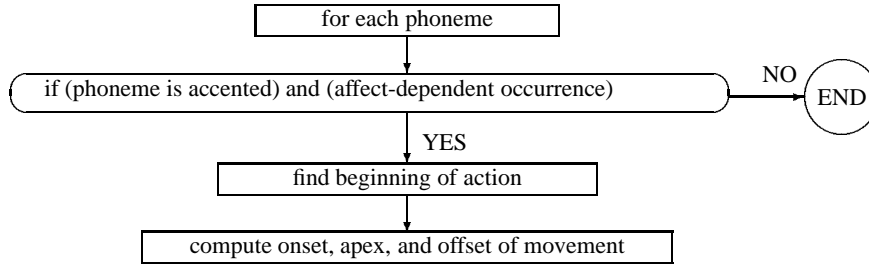 for each phoneme
if (phoneme is accented) and (affect-dependent occurrence)
NO
END
YES
find beginning of action
compute onset, apex, and offset of movement